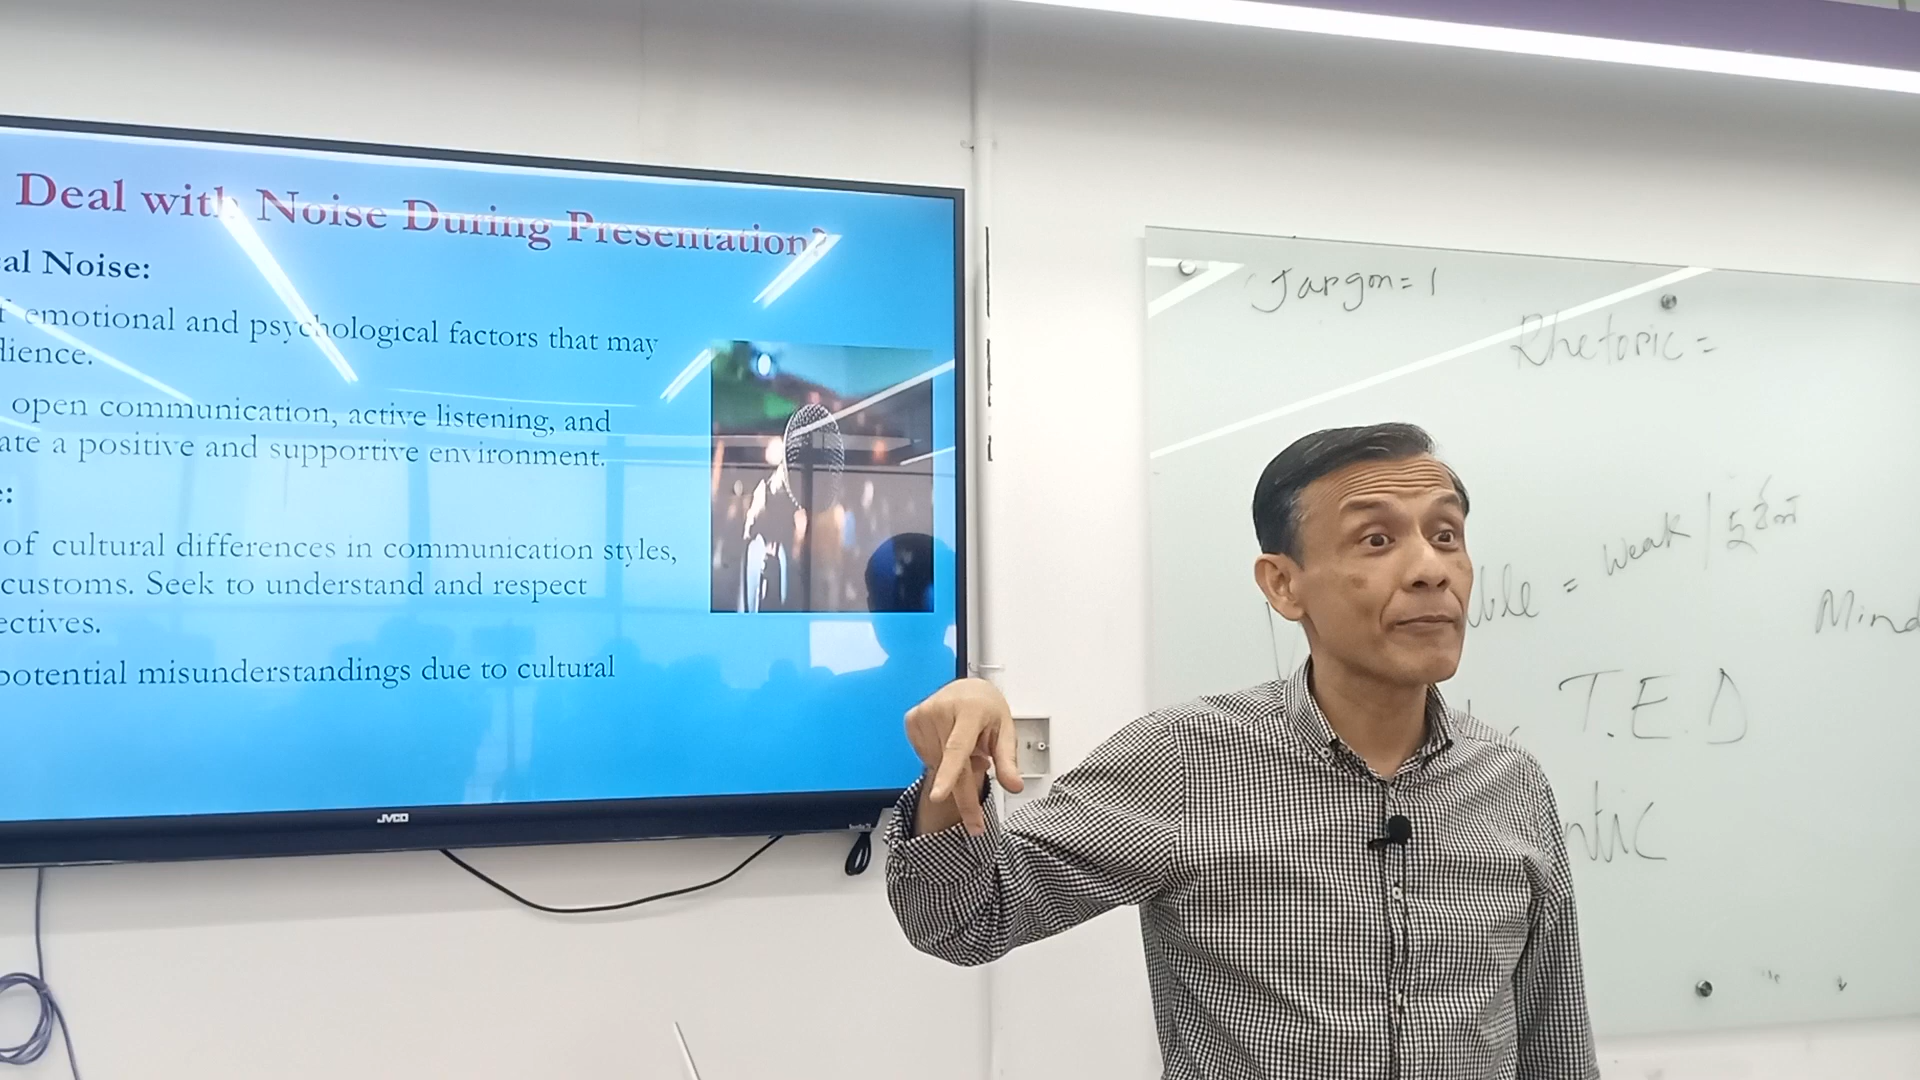 Deal with Noise During Presentation?
al Noise:
f emotional and psychological factors that may
lience.
open communication, active listening, and
ate a positive and supportive environment.
e:
of cultural differences in communication styles,
customs. Seek to understand and respect
ectives.
potential misunderstandings due to cultural
JVCO
Jargon = 1
Rhetoric =
ble = weak /
Mind
T.E.D
ntic